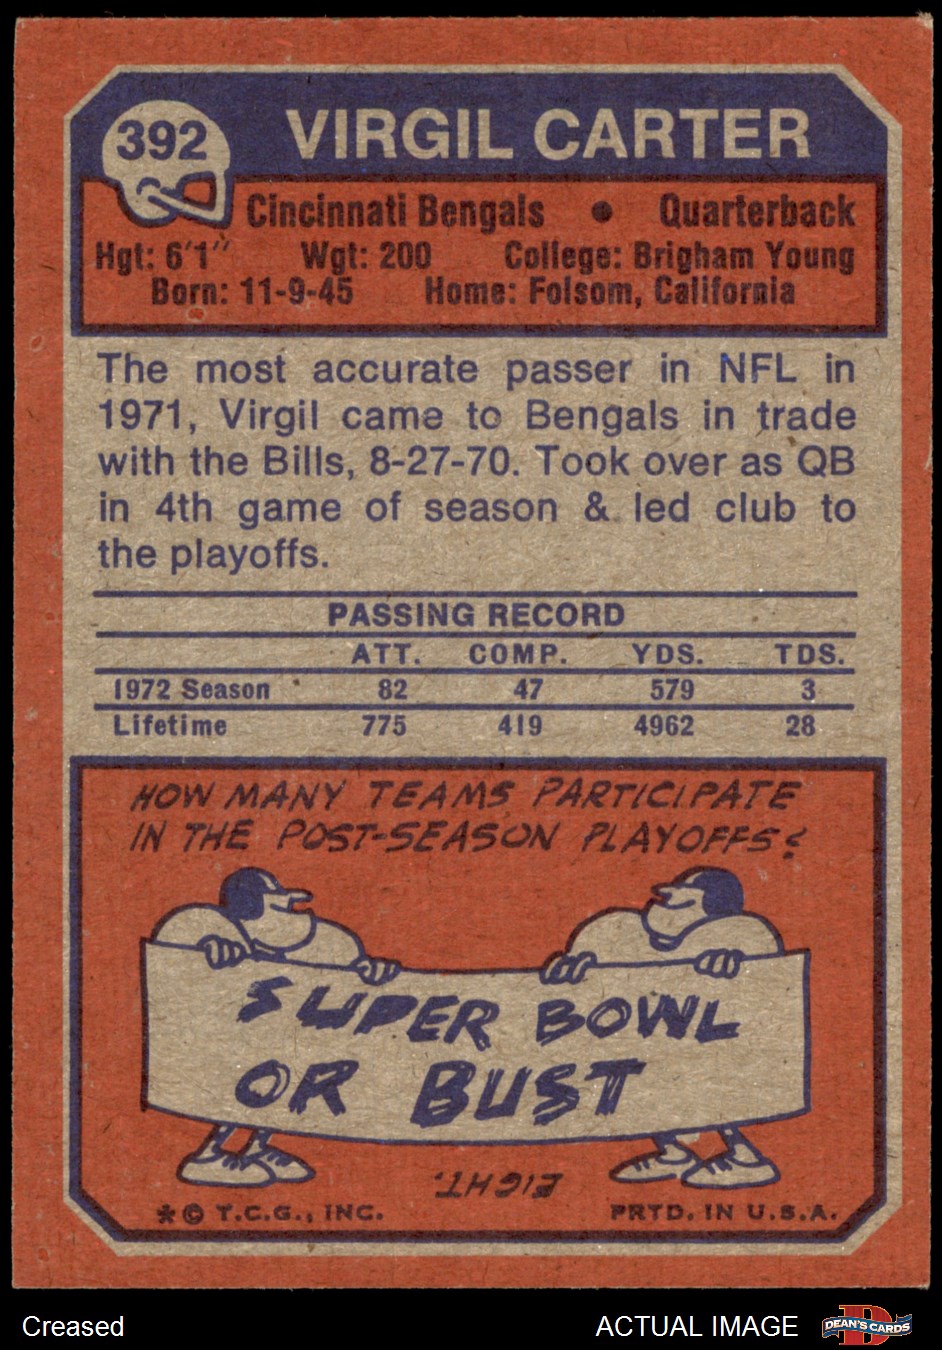 392
VIRGIL CARTER
Cincinnati Bengals • Quarterback
Hgt: 6'1" Wgt: 200 College: Brigham Young
Born: 11-9-45 Home: Folsom, California
The most accurate passer in NFL in
1971, Virgil came to Bengals in trade
with the Bills, 8-27-70. Took over as QB
in 4th game of season & led club to
the playoffs.
PASSING RECORD
ATT. COMP. YDS. TDS.
1972 Season 82 47 579 3
Lifetime 775 419 4962 28
HOW MANY TEAMS PARTICIPATE
IN THE POST-SEASON PLAYOFFS?
SUPER BOWL
OR BUST
EIGHT.
* © T.C.G., INC. PRTD. IN U.S.A.
Creased ACTUAL IMAGE DEAN'S CARDS